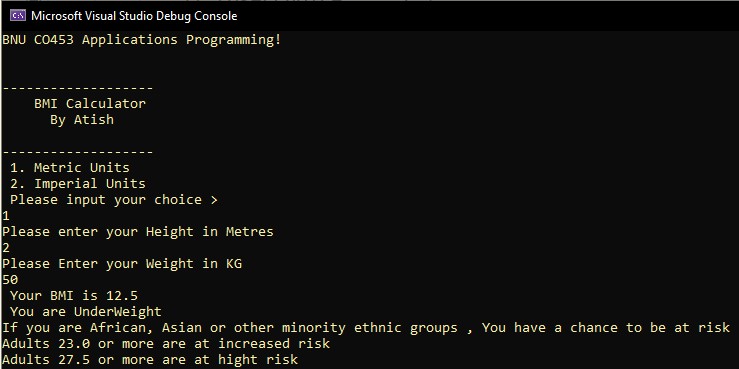 Microsoft Visual Studio Debug Console
BNU CO453 Applications Programming!
-------------------
BMI Calculator
By Atish
-------------------
1. Metric Units
2. Imperial Units
Please input your choice >
1
Please enter your Height in Metres
2
Please Enter your Weight in KG
50
Your BMI is 12.5
You are UnderWeight
If you are African, Asian or other minority ethnic groups , You have a chance to be at risk
Adults 23.0 or more are at increased risk
Adults 27.5 or more are at hight risk